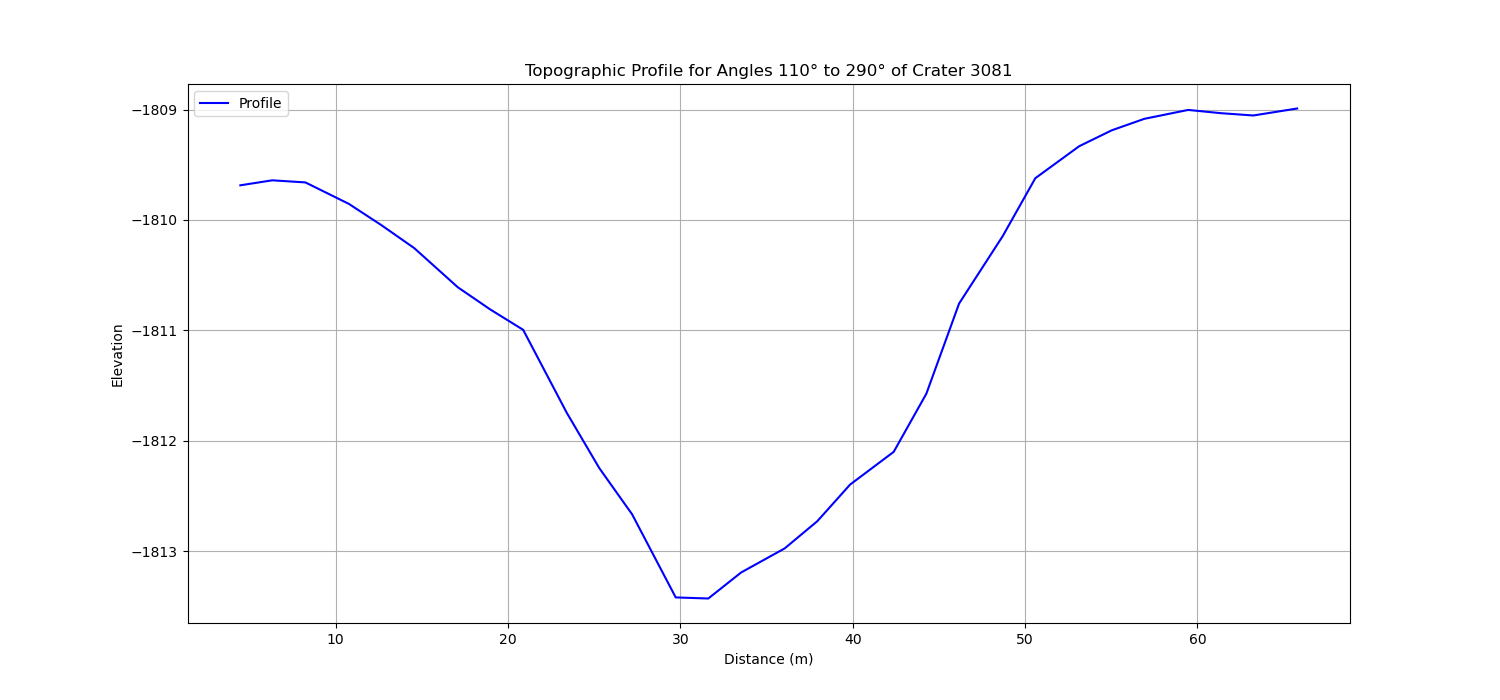 Topographic Profile for Angles 110° to 290° of Crater 3081
Profile
−1809
−1810
−1811
−1812
−1813
Elevation
10 20 30 40 50 60
Distance (m)